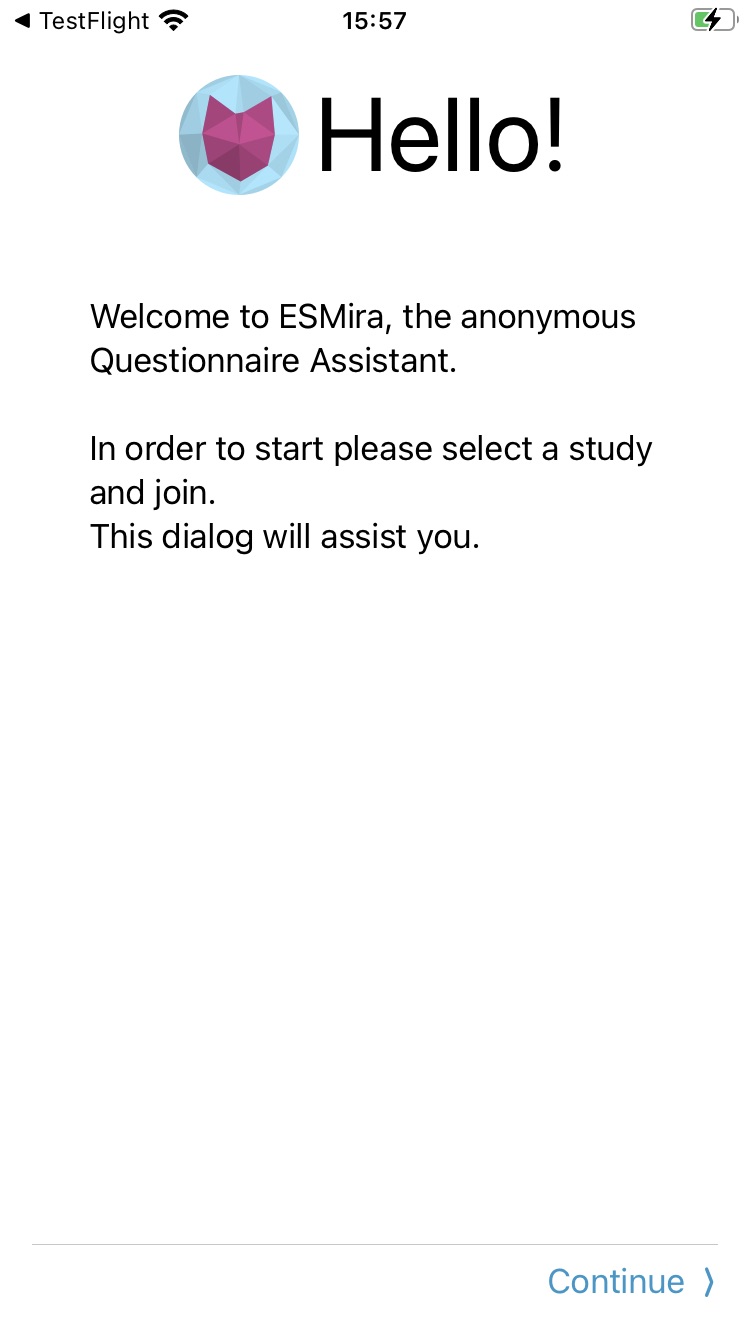 ◀ TestFlight 15:57
Hello!
Welcome to ESMira, the anonymous
Questionnaire Assistant.
In order to start please select a study
and join.
This dialog will assist you.
Continue ⟩